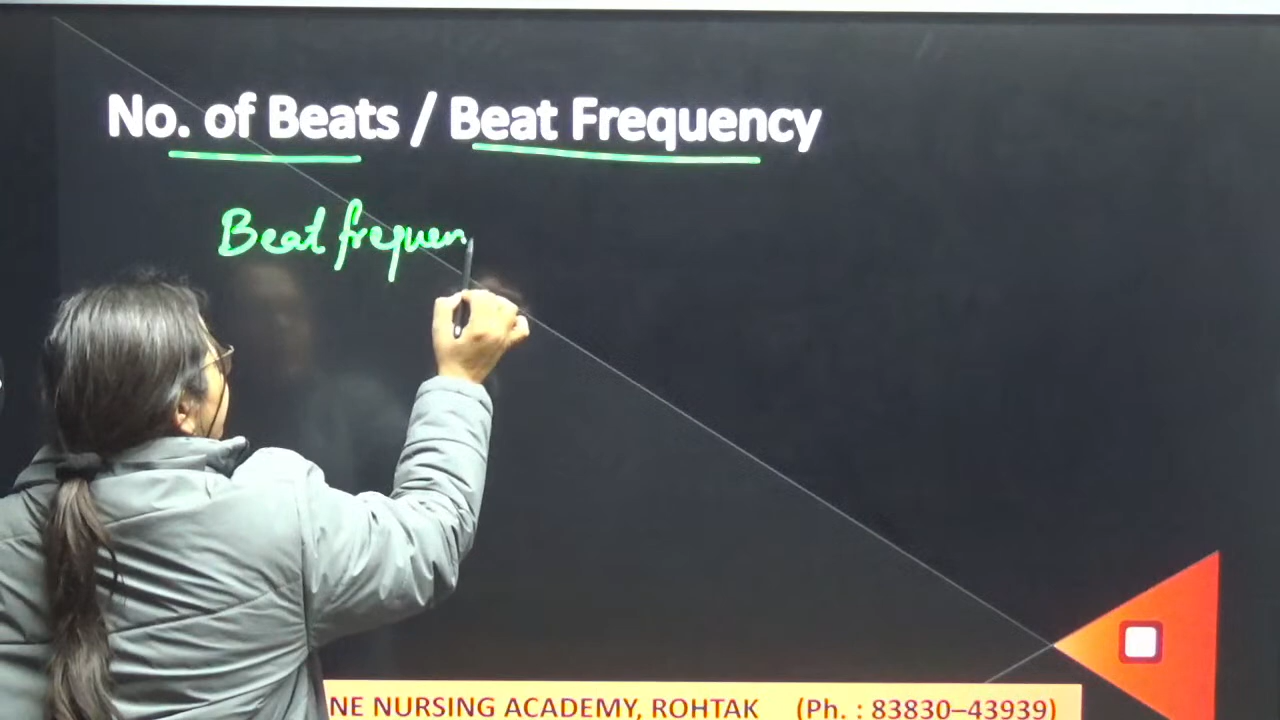 No. of Beats / Beat Frequency
Beat frequen
NE NURSING ACADEMY, ROHTAK (Ph. : 83830–43939)